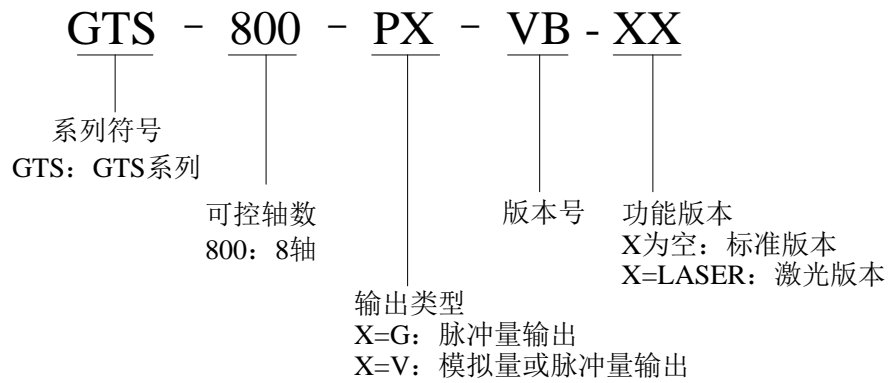 GTS - 800 - PX - VB - XX
系列符号
GTS：GTS系列
可控轴数
800：8轴
输出类型
X=G：脉冲量输出
X=V：模拟量或脉冲量输出
版本号
功能版本
X为空：标准版本
X=LASER：激光版本